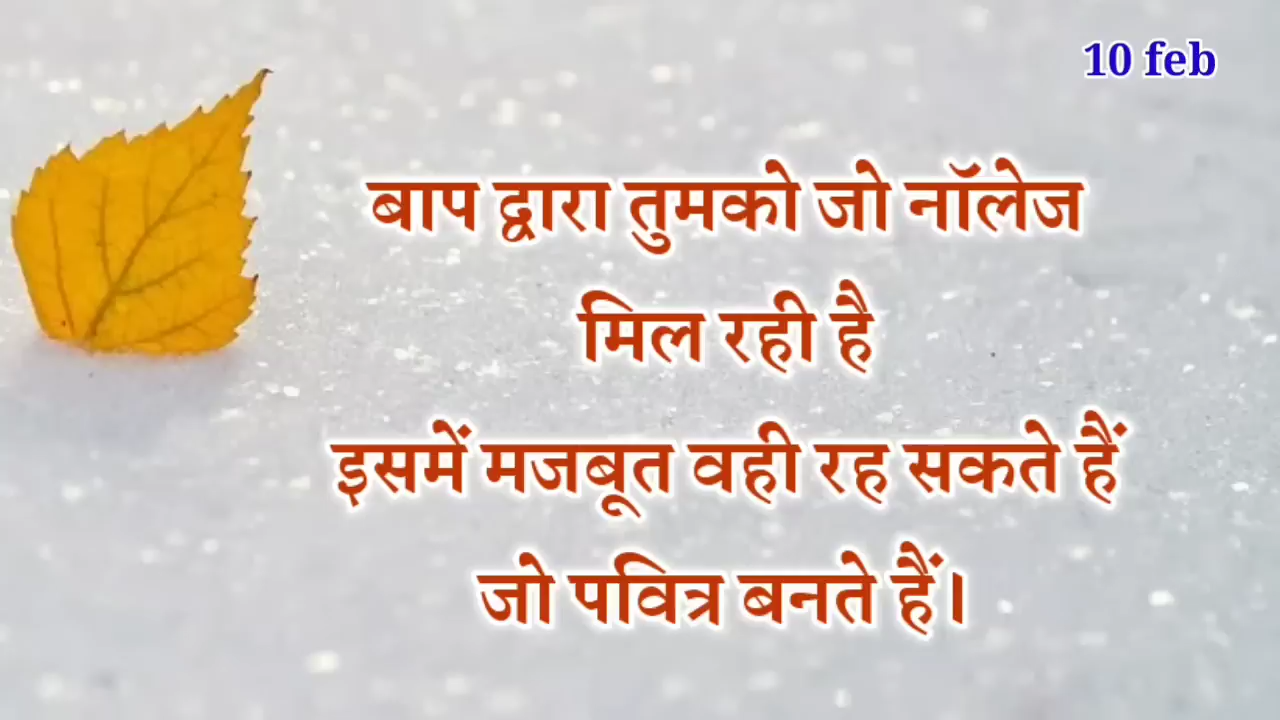 10 feb
बाप द्वारा तुमको जो नॉलेज
मिल रही है
इसमें मजबूत वही रह सकते हैं
जो पवित्र बनते हैं।